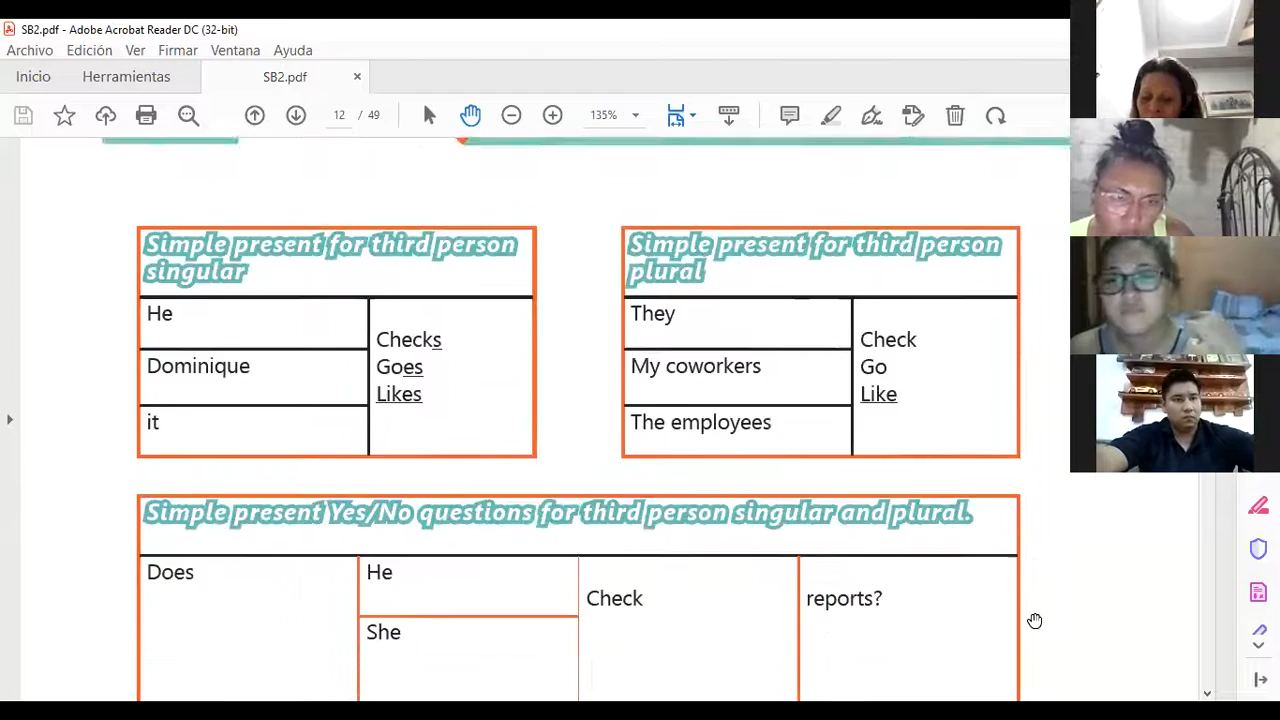 SB2.pdf - Adobe Acrobat Reader DC (32-bit)
Archivo Edición Ver Firmar Ventana Ayuda
Inicio Herramientas SB2.pdf ×
12 / 49 135%
Simple present for third person
singular
He
Dominique
it
Checks
Goes
Likes
Simple present for third person
plural
They
My coworkers
The employees
Check
Go
Like
Simple present Yes/No questions for third person singular and plural.
Does He Check reports?
She